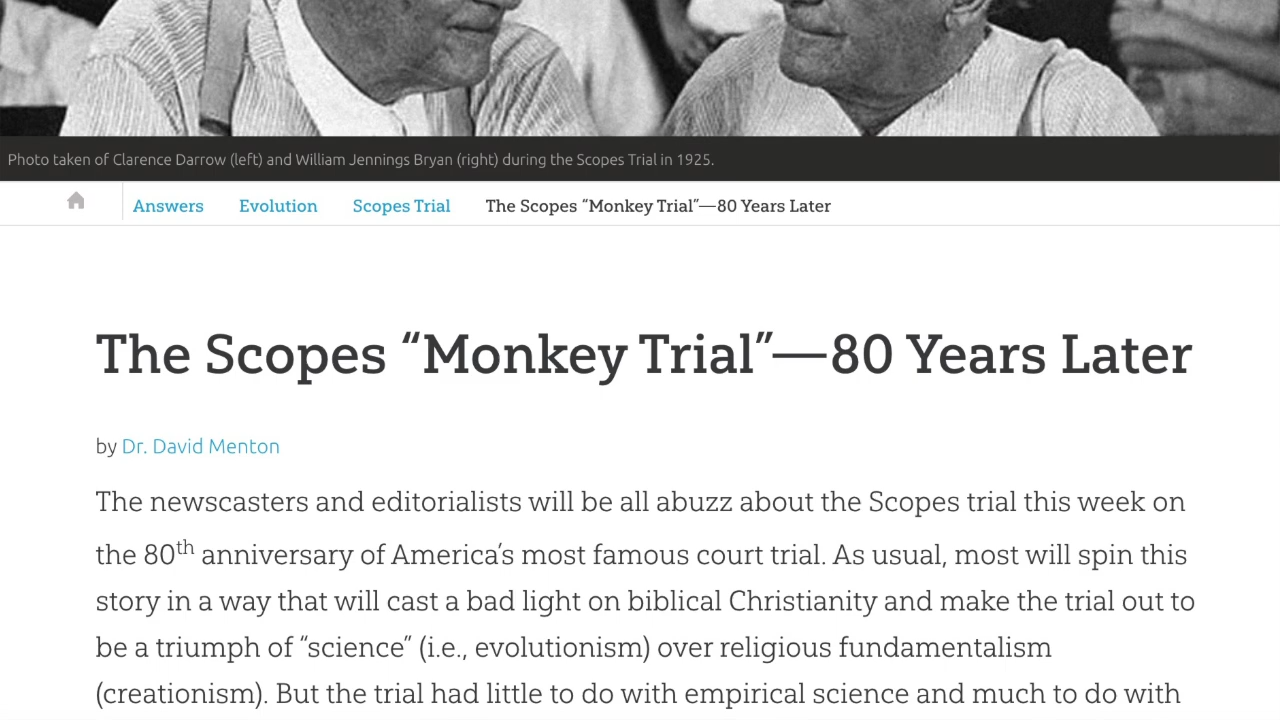 Photo taken of Clarence Darrow (left) and William Jennings Bryan (right) during the Scopes Trial in 1925.
Answers Evolution Scopes Trial The Scopes “Monkey Trial”—80 Years Later
The Scopes “Monkey Trial”—80 Years Later
by Dr. David Menton
The newscasters and editorialists will be all abuzz about the Scopes trial this week on
the 80th anniversary of America’s most famous court trial. As usual, most will spin this
story in a way that will cast a bad light on biblical Christianity and make the trial out to
be a triumph of “science” (i.e., evolutionism) over religious fundamentalism
(creationism). But the trial had little to do with empirical science and much to do with